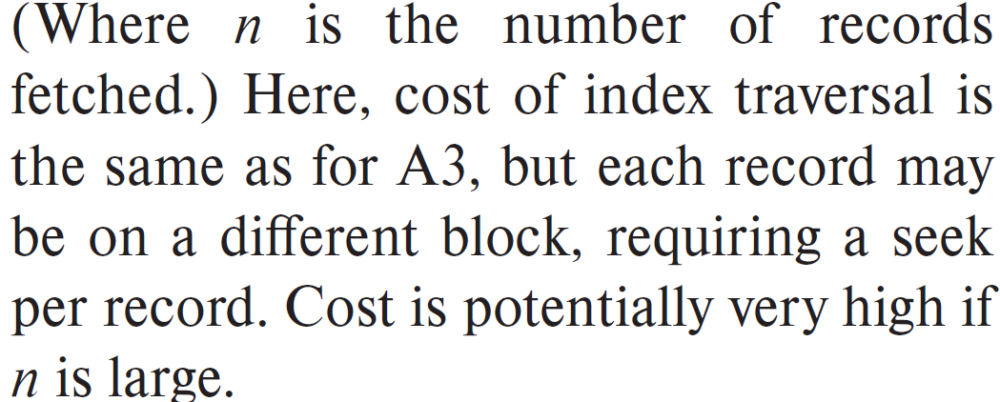 (Where n is the number of records
fetched.) Here, cost of index traversal is
the same as for A3, but each record may
be on a different block, requiring a seek
per record. Cost is potentially very high if
n is large.